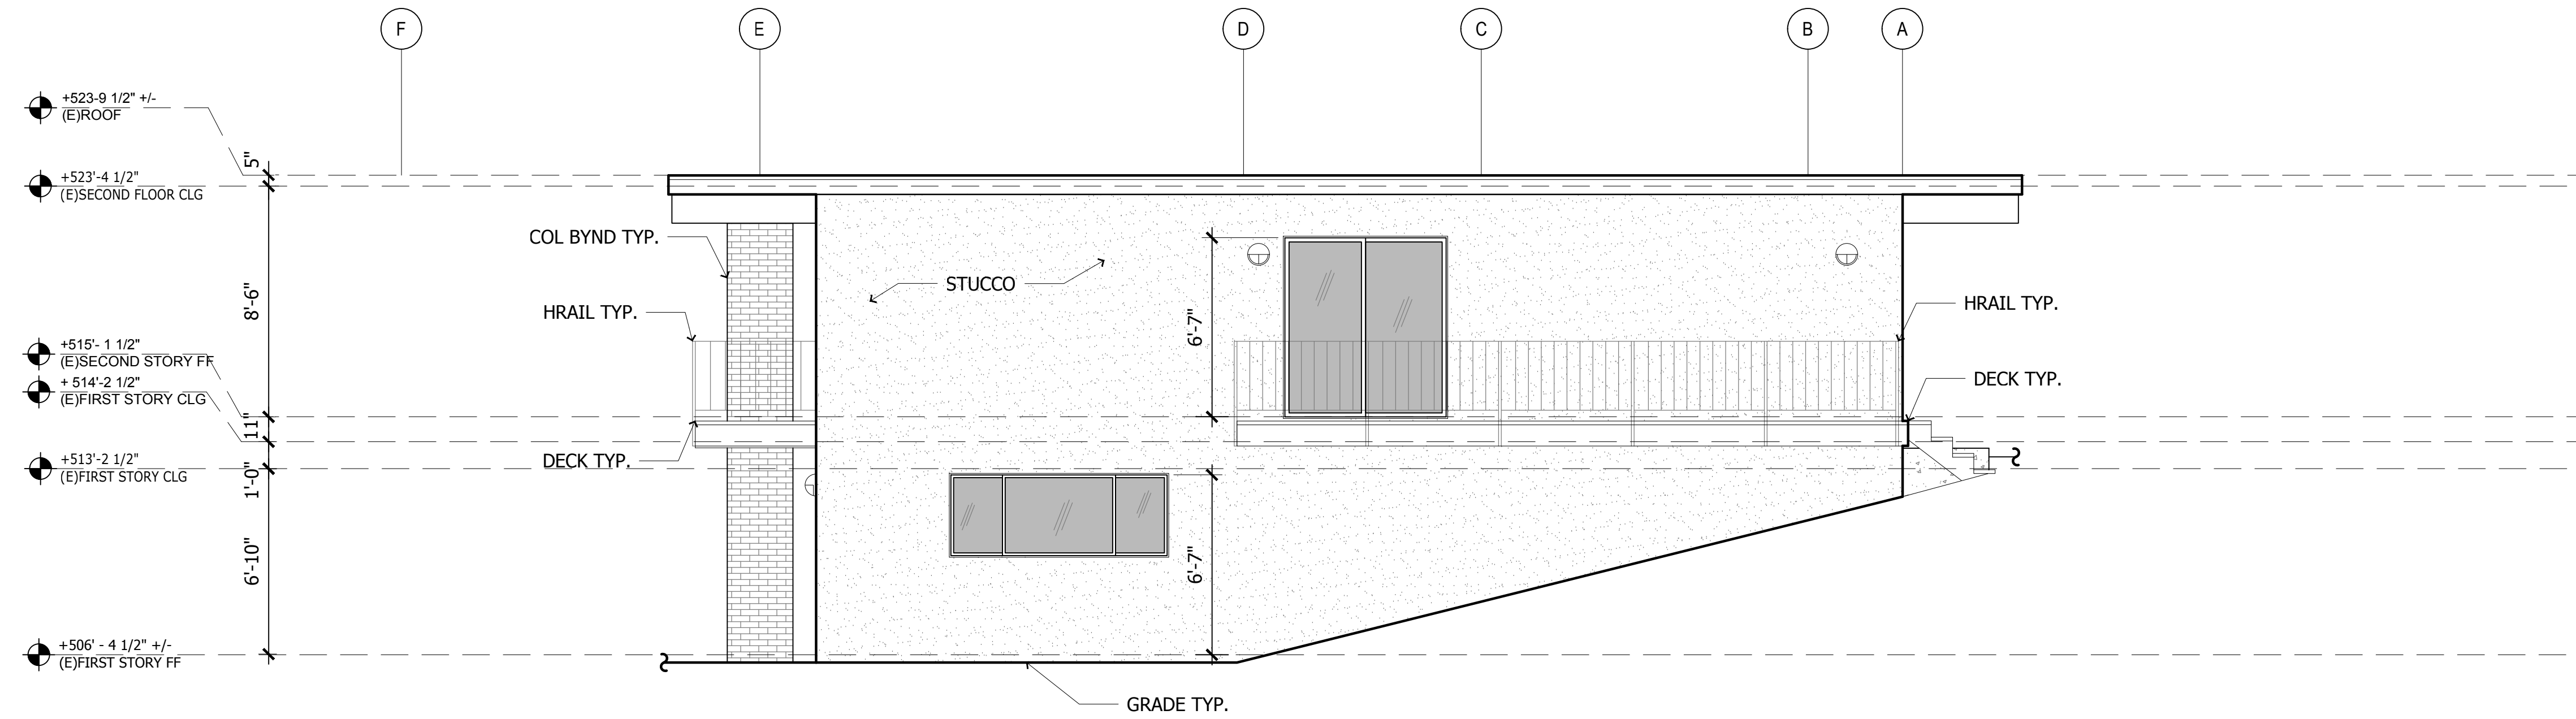 F
E
D
C
B
A
+523-9 1/2" +/-
(E)ROOF
5"
+523'-4 1/2"
(E)SECOND FLOOR CLG
COL BYND TYP.
STUCCO
8'-6"
HRAIL TYP.
HRAIL TYP.
6'-7"
+515'- 1 1/2"
(E)SECOND STORY FF
+ 514'-2 1/2"
(E)FIRST STORY CLG
DECK TYP.
11"
DECK TYP.
+513'-2 1/2"
(E)FIRST STORY CLG
1'-0"
6'-10"
6'-7"
+506' - 4 1/2" +/-
(E)FIRST STORY FF
GRADE TYP.